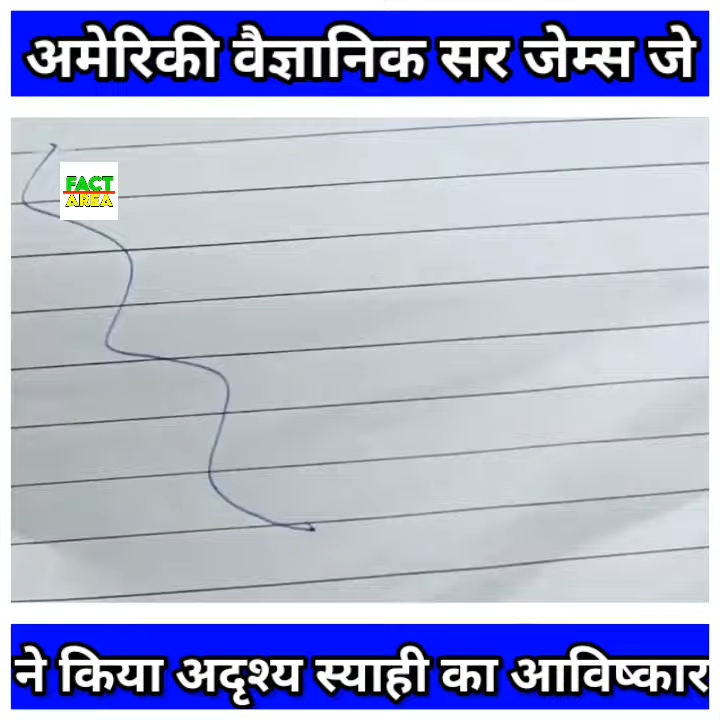 अमेरिकी वैज्ञानिक सर जेम्स जे
FACT
AREA
ने किया अदृश्य स्याही का आविष्कार